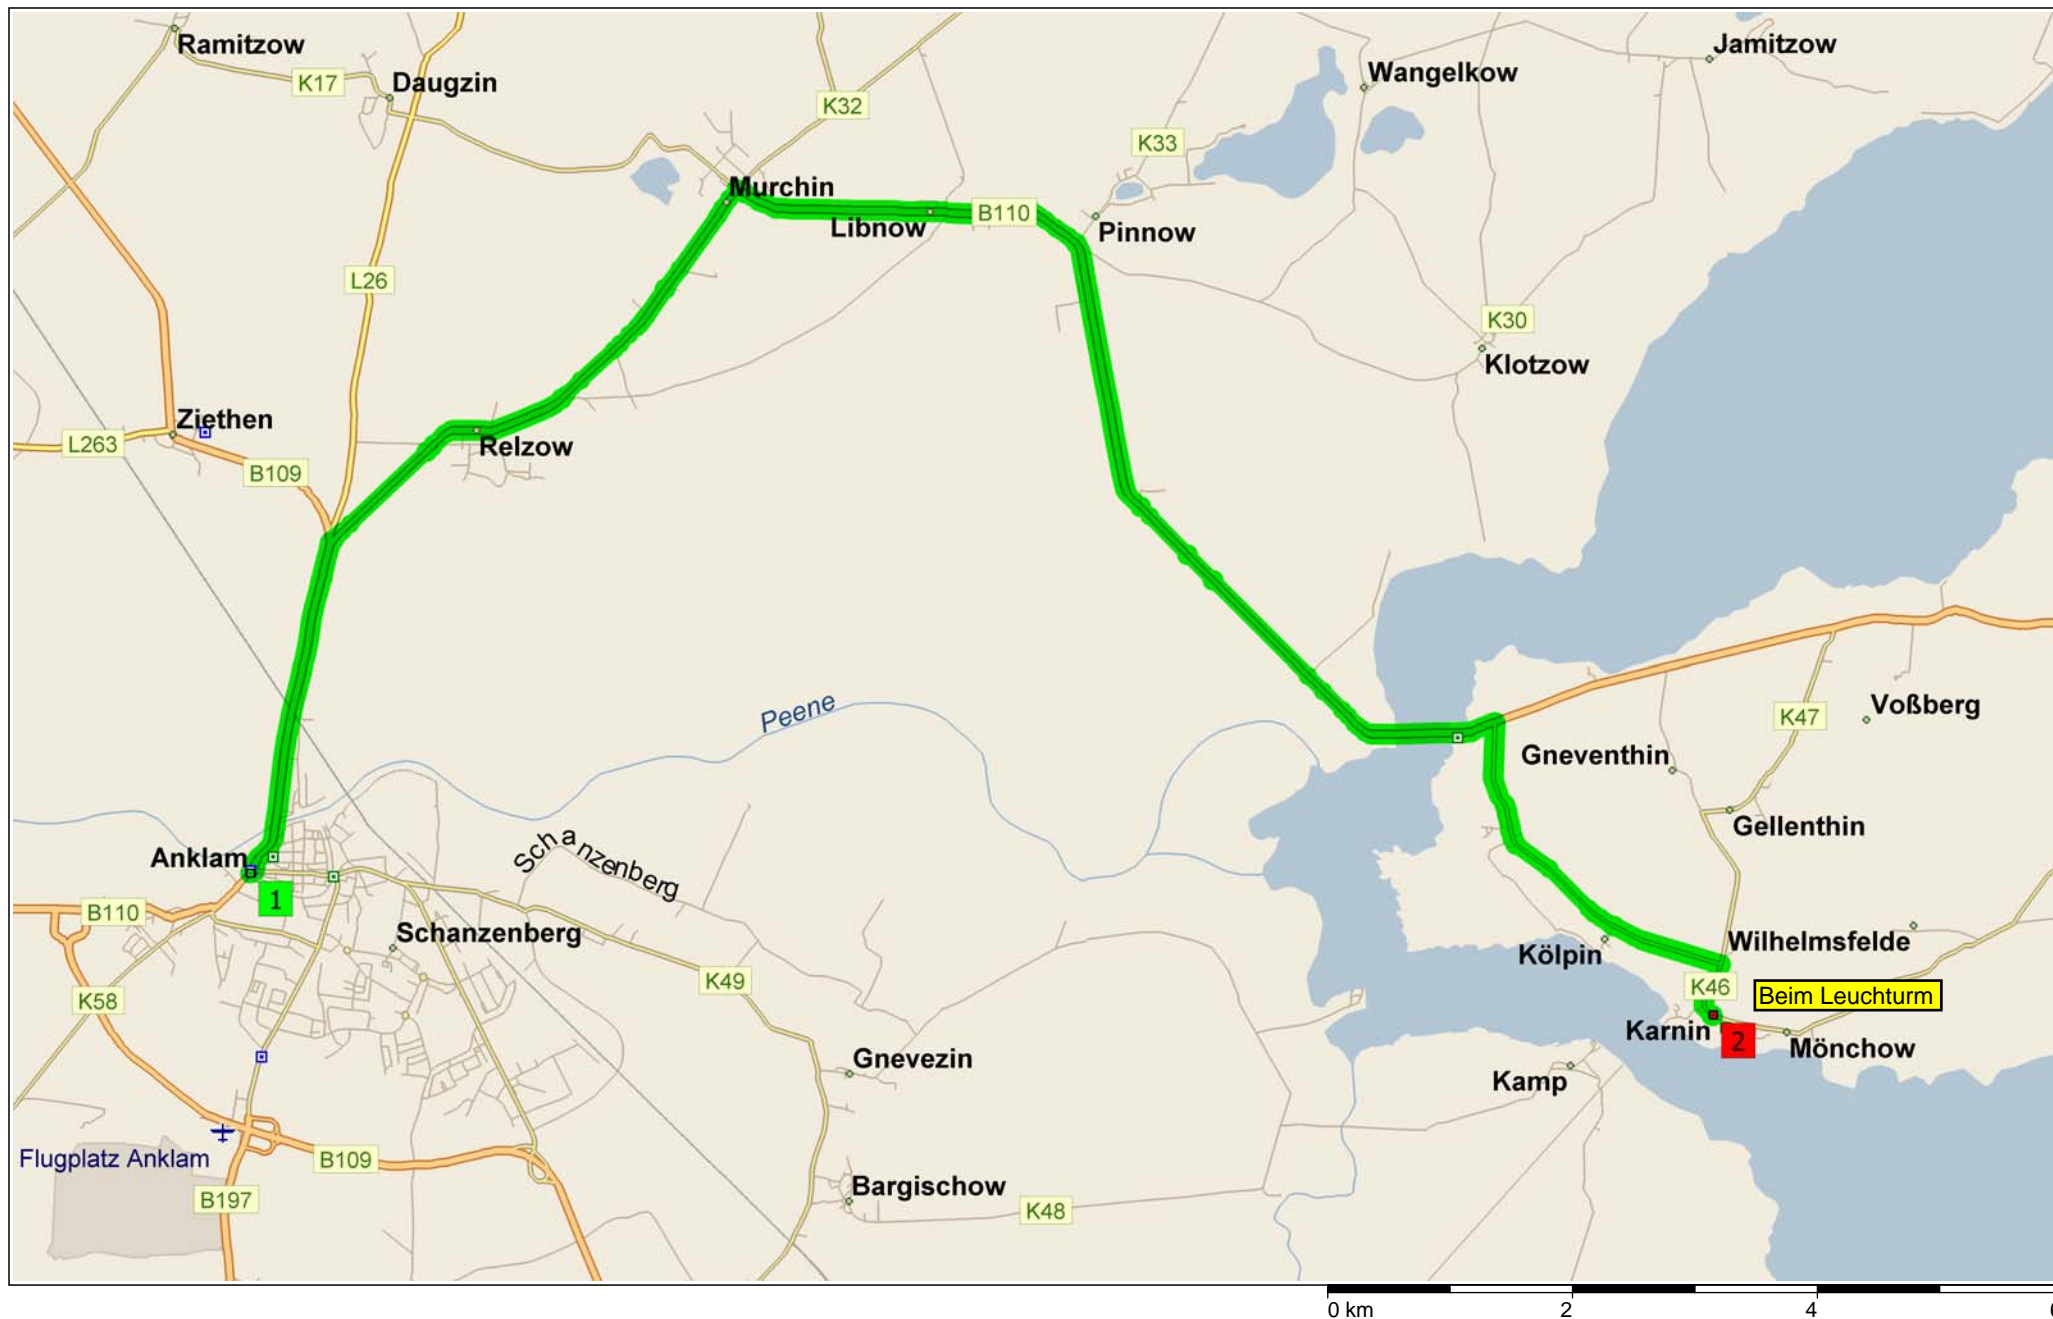 Ramitzow
Jamitzow
Wangelkow
K17
Daugzin
K32
K33
Murchin
Libnow
B110
Pinnow
L26
K30
Klotzow
Ziethen
L263
Relzow
B109
Peene
Voßberg
K47
Gneventhin
Gellenthin
Anklam
Schanzenberg
1
B110
Schanzenberg
Wilhelmsfelde
Kölpin
K49
K46
Beim Leuchturm
K58
Karnin
2
Mönchow
Gnevezin
Kamp
Flugplatz Anklam
B109
B197
Bargischow
K48
0 km 2 4 6